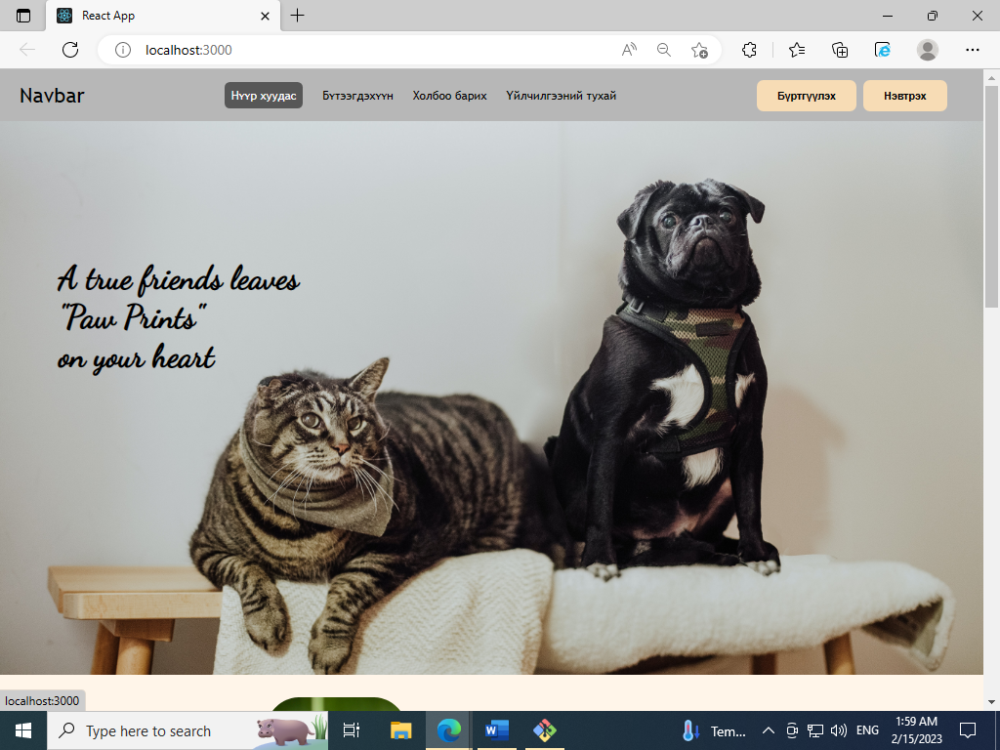 React App
localhost:3000
Navbar
Нүүр хуудас
Бүтээгдэхүүн
Холбоо барих
Үйлчилгээний тухай
Бүртгүүлэх
Нэвтрэх
A true friends leaves
"Paw Prints"
on your heart
localhost:3000
Type here to search
Tem...
ENG
1:59 AM
2/15/2023